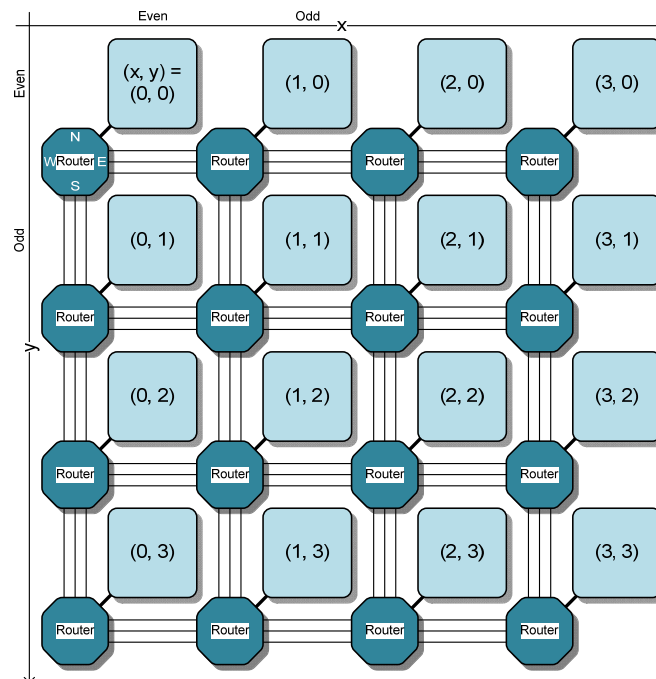 Even
Odd
x
Even
(x, y) =
(0, 0)
(1, 0)
(2, 0)
(3, 0)
N
W Router E
S
Router
Router
Router
Odd
(0, 1)
(1, 1)
(2, 1)
(3, 1)
Router
Router
Router
Router
y
(0, 2)
(1, 2)
(2, 2)
(3, 2)
Router
Router
Router
Router
(0, 3)
(1, 3)
(2, 3)
(3, 3)
Router
Router
Router
Router